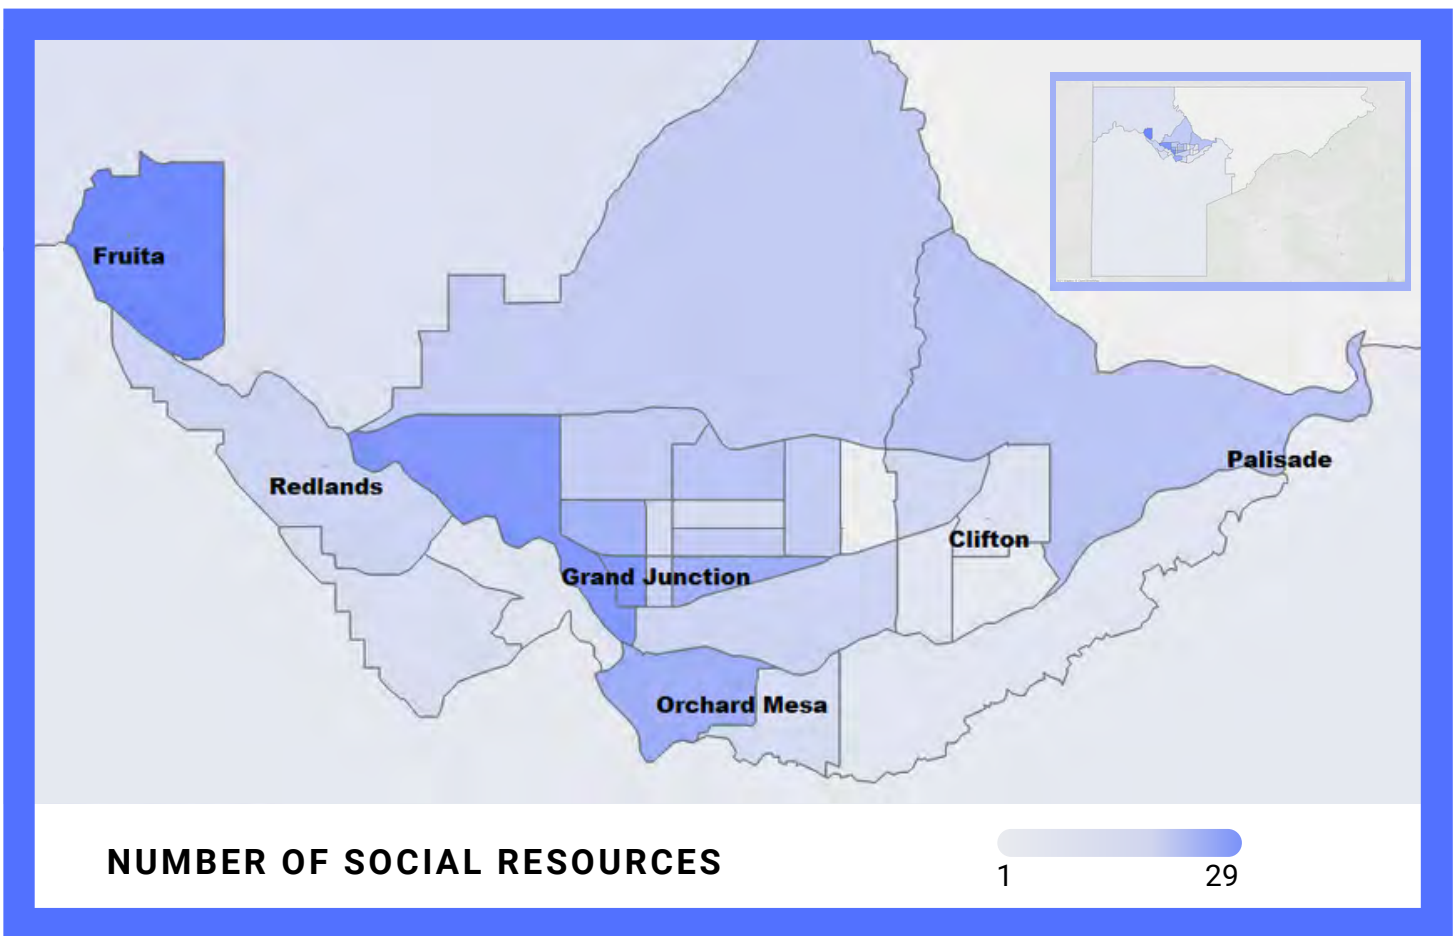 Fruita
Redlands
Palisade
Clifton
Grand Junction
Orchard Mesa
NUMBER OF SOCIAL RESOURCES
1
29